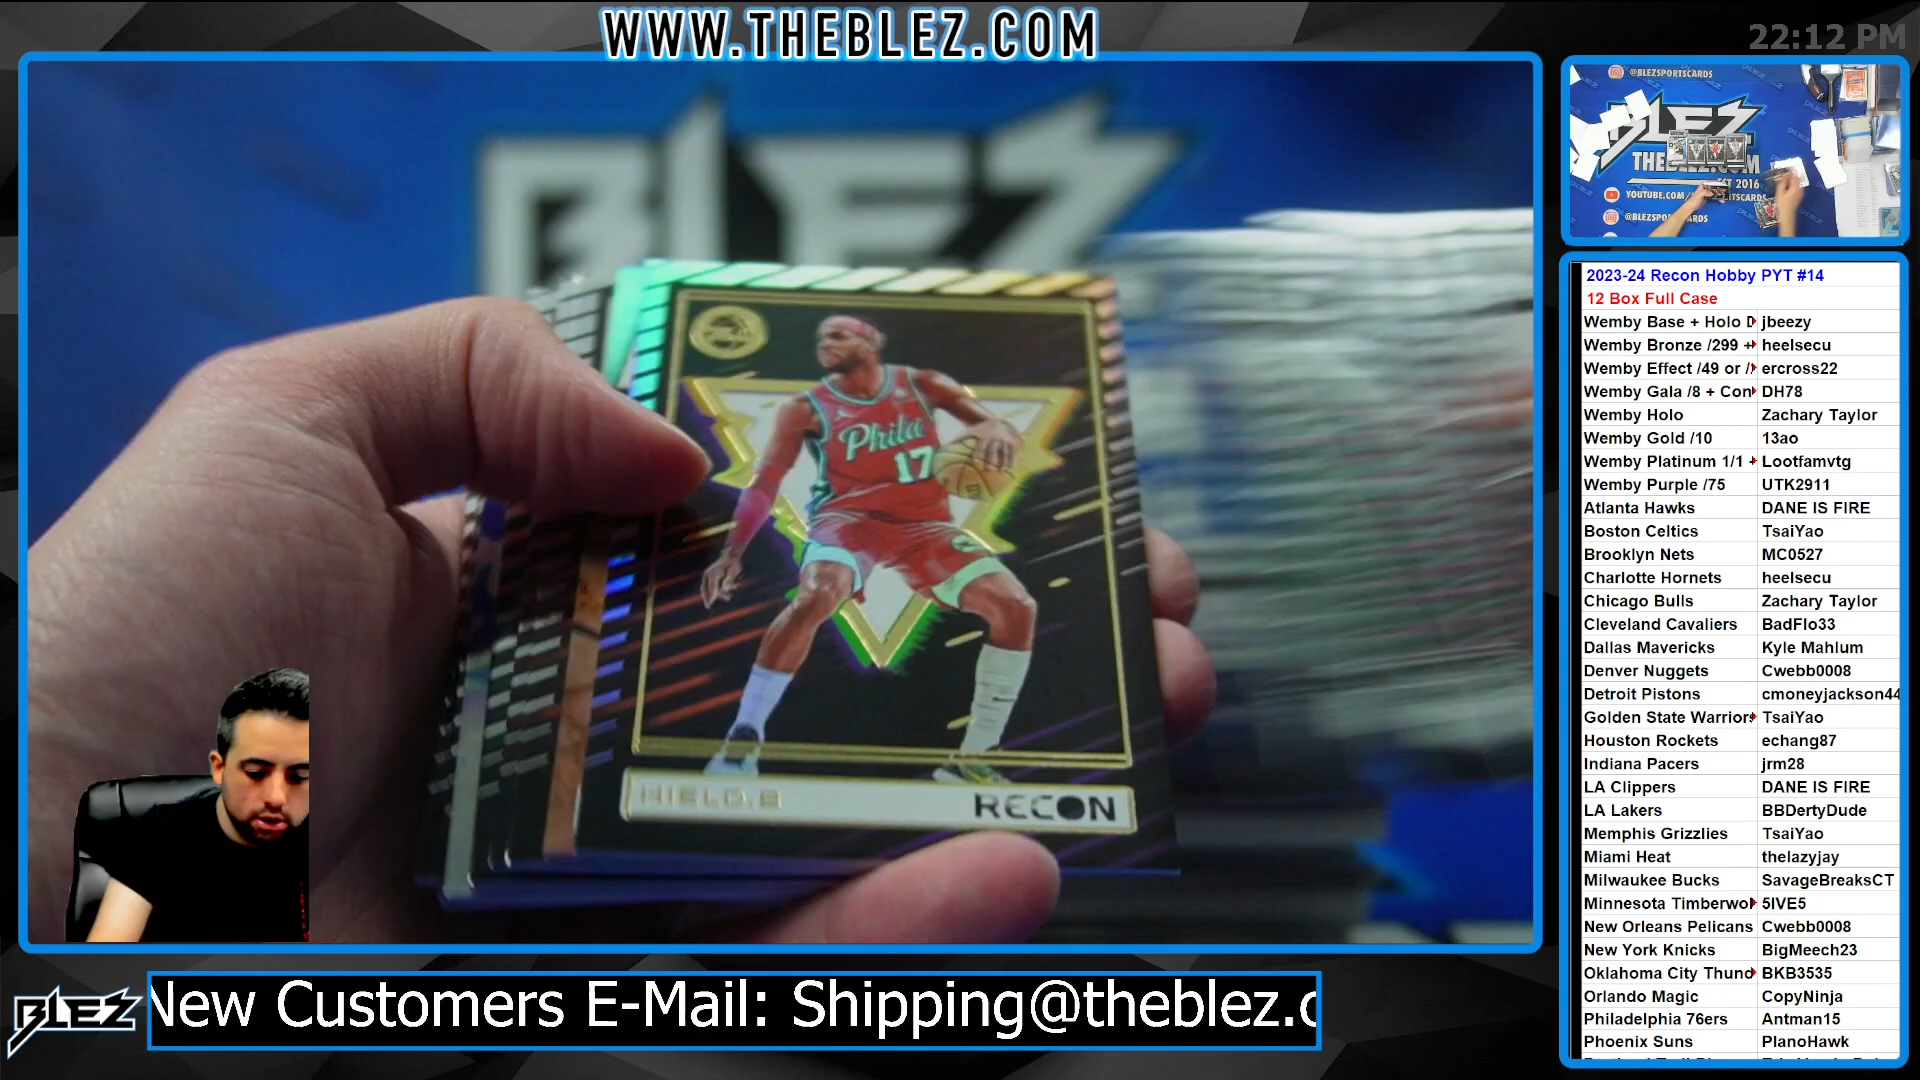 WWW.THEBLEZ.COM
22:12 PM
BLEZ
Phila
17
HIELD.B
RECON
@BLEZSPORTSCARDS
BLEZ
EST 2016
2023-24 Recon Hobby PYT #14
12 Box Full Case
Wemby Base + Holo D jbeezy
Wemby Bronze /299 + heelsecu
Wemby Effect /49 or / ercross22
Wemby Gala /8 + Con DH78
Wemby Holo Zachary Taylor
Wemby Gold /10 13ao
Wemby Platinum 1/1 + Lootfamvtg
Wemby Purple /75 UTK2911
Atlanta Hawks DANE IS FIRE
Boston Celtics TsaiYao
Brooklyn Nets MC0527
Charlotte Hornets heelsecu
Chicago Bulls Zachary Taylor
Cleveland Cavaliers BadFlo33
Dallas Mavericks Kyle Mahlum
Denver Nuggets Cwebb0008
Detroit Pistons cmoneyjackson44
Golden State Warriors TsaiYao
Houston Rockets echang87
Indiana Pacers jrm28
LA Clippers DANE IS FIRE
LA Lakers BBDertyDude
Memphis Grizzlies TsaiYao
Miami Heat thelazyjay
Milwaukee Bucks SavageBreaksCT
Minnesota Timberwol 5IVE5
New Orleans Pelicans Cwebb0008
New York Knicks BigMeech23
Oklahoma City Thund BKB3535
Orlando Magic CopyNinja
Philadelphia 76ers Antman15
Phoenix Suns PlanoHawk
BLEZ
New Customers E-Mail: Shipping@theblez.c